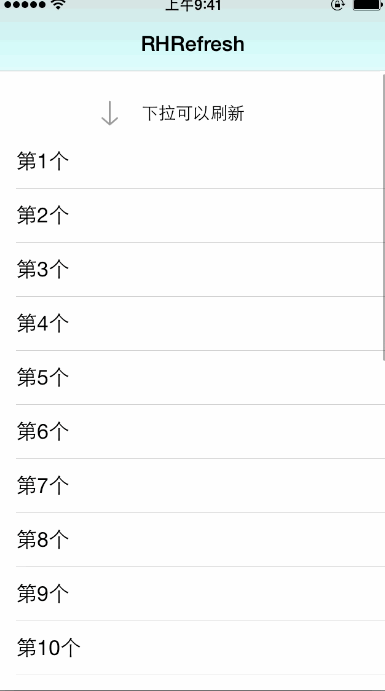 上午9:41
RHRefresh
下拉可以刷新
第1个
第2个
第3个
第4个
第5个
第6个
第7个
第8个
第9个
第10个